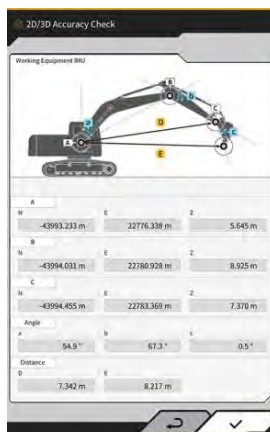 2D/3D Accuracy Check
Working Equipment IMU
B
b
D
C
a
A
c
E
A
N E Z
-43993.233 m 22776.338 m 5.645 m
B
N E Z
-43994.031 m 22780.928 m 8.925 m
C
N E Z
-43994.455 m 22783.369 m 7.370 m
Angle
a b c
54.9 ° 67.3 ° 0.5 °
Distance
D E
7.342 m 8.217 m